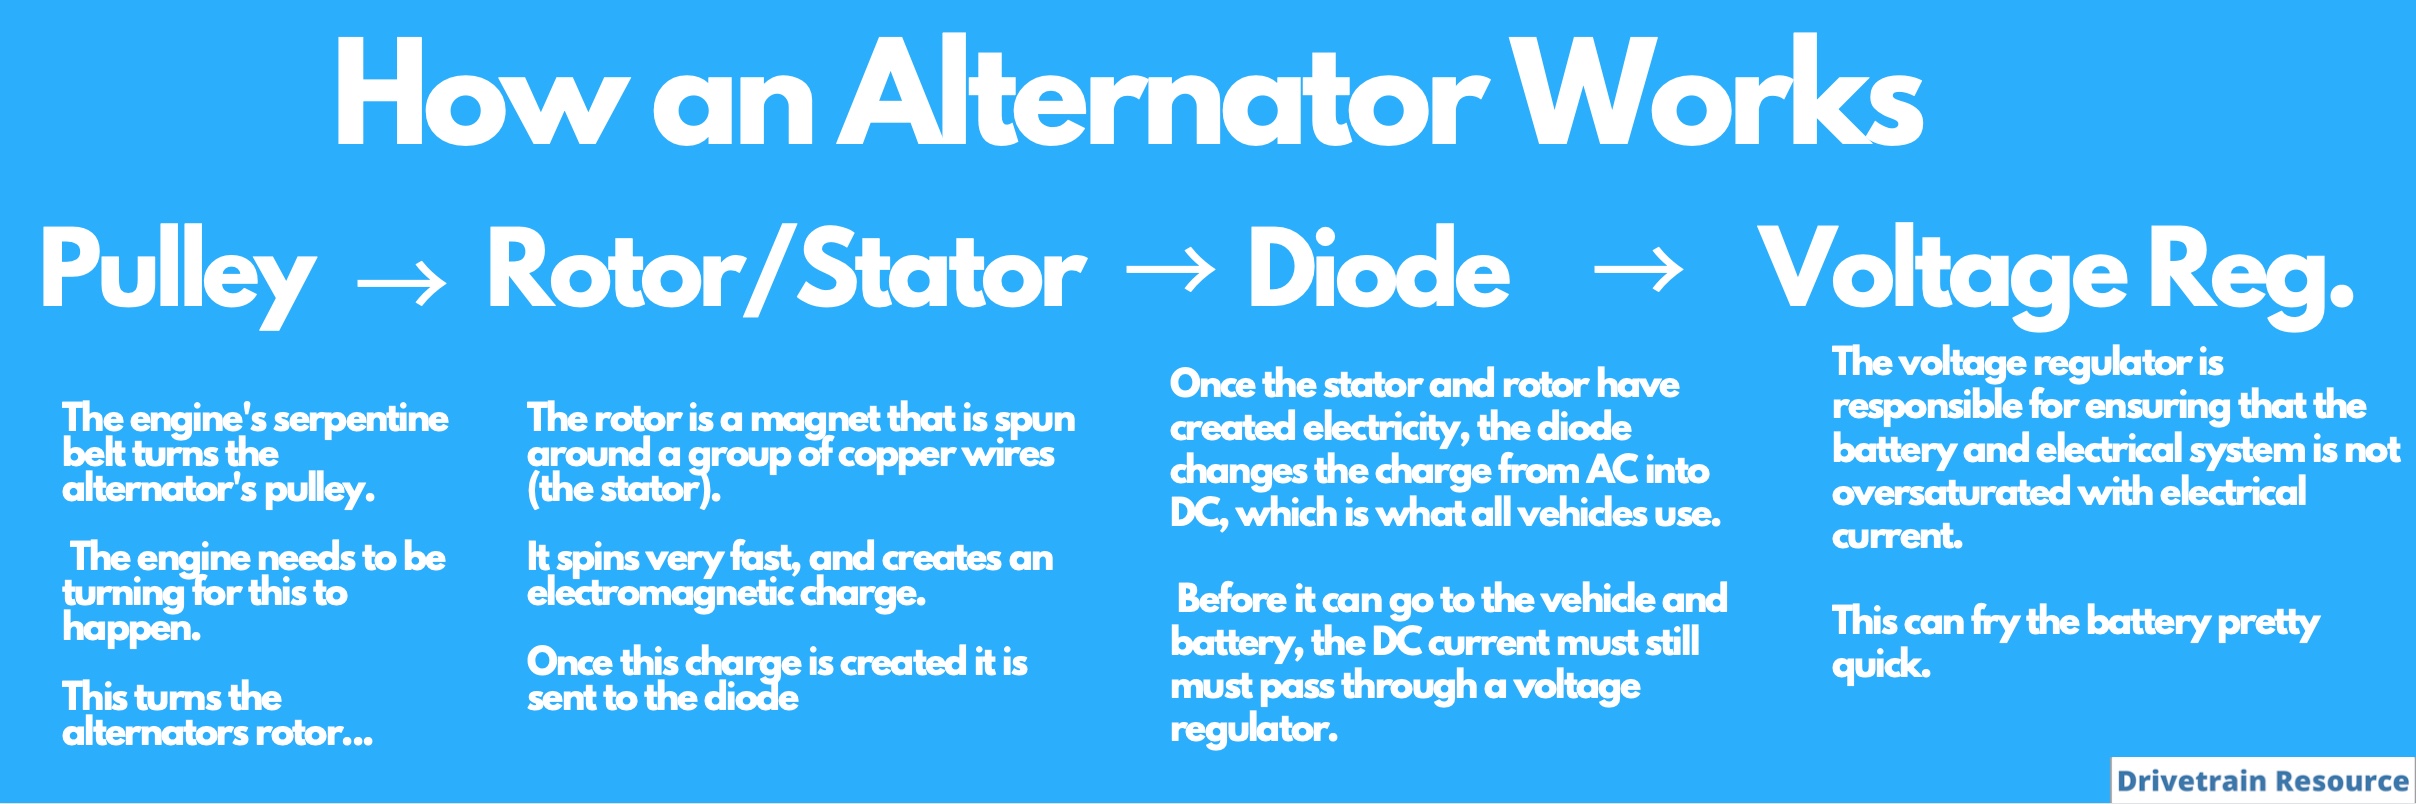 How an Alternator Works
Pulley → Rotor/Stator → Diode → Voltage Reg.
The engine's serpentine
belt turns the
alternator's pulley.
The engine needs to be
turning for this to
happen.
This turns the
alternators rotor...
The rotor is a magnet that is spun
around a group of copper wires
(the stator).
It spins very fast, and creates an
electromagnetic charge.
Once this charge is created it is
sent to the diode
Once the stator and rotor have
created electricity, the diode
changes the charge from AC into
DC, which is what all vehicles use.
Before it can go to the vehicle and
battery, the DC current must still
must pass through a voltage
regulator.
The voltage regulator is
responsible for ensuring that the
battery and electrical system is not
oversaturated with electrical
current.
This can fry the battery pretty
quick.
Drivetrain Resource